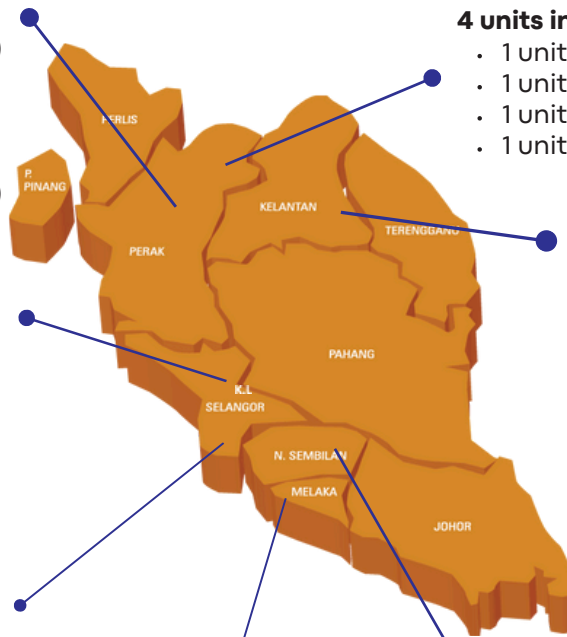 4 units in
• 1 unit
• 1 unit
• 1 unit
• 1 unit
PERLIS
P.
PINANG
KELANTAN
TERENGGANU
PERAK
PAHANG
K.L
SELANGOR
N. SEMBILAN
MELAKA
JOHOR